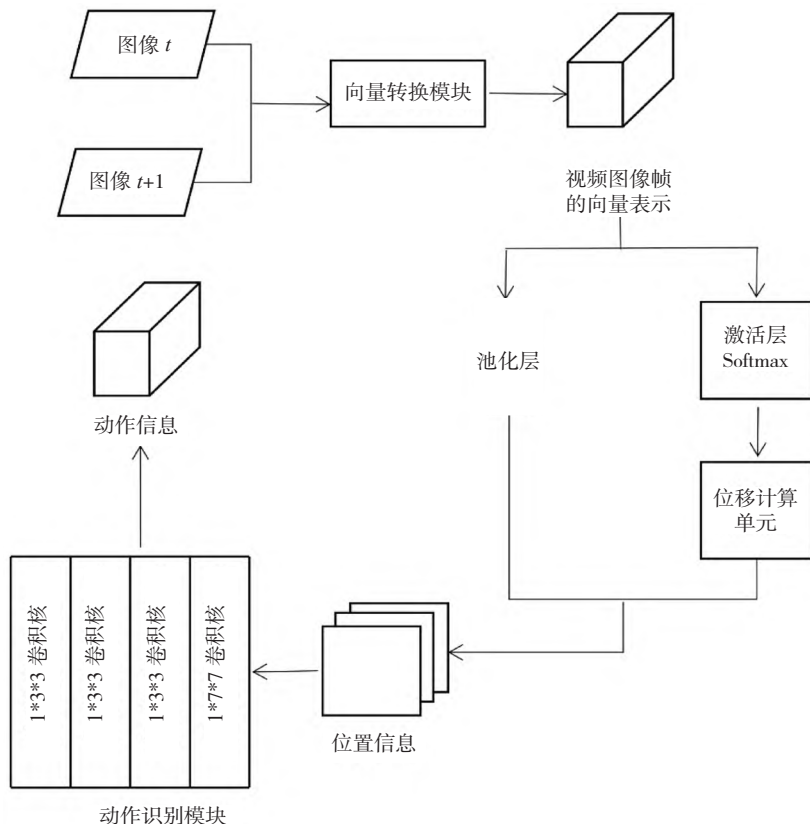 图像 t
向量转换模块
图像 t+1
视频图像帧
的向量表示
激活层
Softmax
池化层
动作信息
位移计算
单元
1*3*3 卷积核
1*3*3 卷积核
1*3*3 卷积核
1*7*7 卷积核
位置信息
动作识别模块